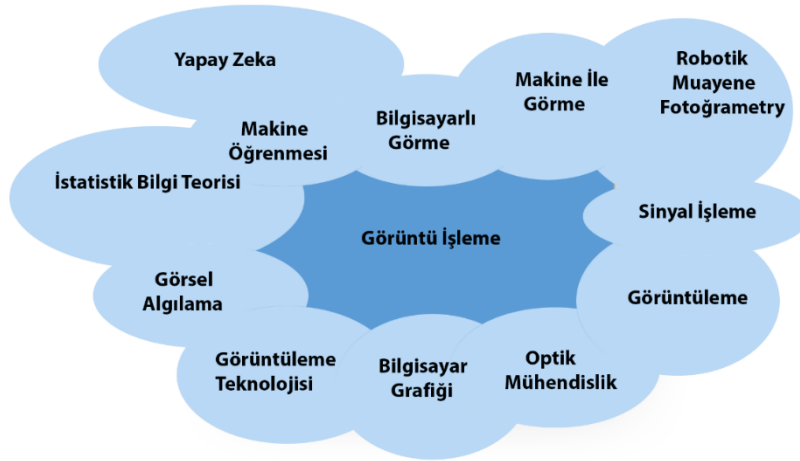 Yapay Zeka
Makine
Öğrenmesi
Bilgisayarlı
Görme
Makine İle
Görme
Robotik
Muayene
Fotoğrametry
İstatistik Bilgi Teorisi
Görüntü İşleme
Sinyal İşleme
Görsel
Algılama
Görüntüleme
Görüntüleme
Teknolojisi
Bilgisayar
Grafiği
Optik
Mühendislik